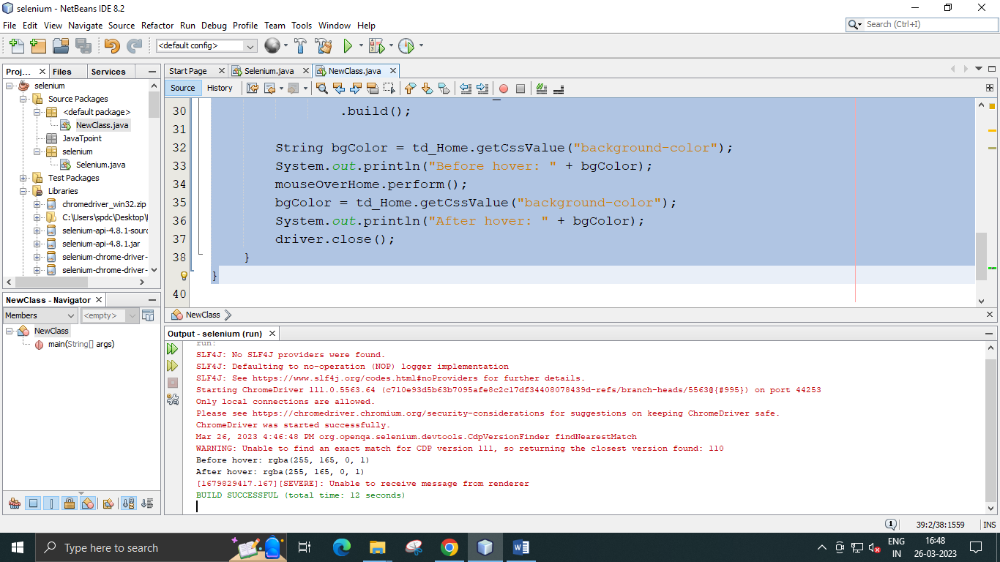 selenium - NetBeans IDE 8.2
File Edit View Navigate Source Refactor Run Debug Profile Team Tools Window Help
Search (Ctrl+I)
<default config>
Proj... Files Services
selenium
Source Packages
<default package>
NewClass.java
JavaTpoint
selenium
Selenium.java
Test Packages
Libraries
chromedriver_win32.zip
C:\Users\spdc\Desktop\
selenium-api-4.8.1-sourc
selenium-api-4.8.1.jar
selenium-chrome-driver-
selenium-chrome-driver-
NewClass - Navigator
Members <empty>
NewClass
main(String[] args)
Start Page Selenium.java NewClass.java
Source History
30 .build();
31
32 String bgColor = td_Home.getCssValue("background-color");
33 System.out.println("Before hover: " + bgColor);
34 mouseOverHome.perform();
35 bgColor = td_Home.getCssValue("background-color");
36 System.out.println("After hover: " + bgColor);
37 driver.close();
38 }
}
40
NewClass
Output - selenium (run)
run:
SLF4J: No SLF4J providers were found.
SLF4J: Defaulting to no-operation (NOP) logger implementation
SLF4J: See https://www.slf4j.org/codes.html#noProviders for further details.
Starting ChromeDriver 111.0.5563.64 (c710e93d5b63b7095afe8c2c17df34408078439d-refs/branch-heads/5563@{#995}) on port 44253
Only local connections are allowed.
Please see https://chromedriver.chromium.org/security-considerations for suggestions on keeping ChromeDriver safe.
ChromeDriver was started successfully.
Mar 26, 2023 4:46:48 PM org.openqa.selenium.devtools.CdpVersionFinder findNearestMatch
WARNING: Unable to find an exact match for CDP version 111, so returning the closest version found: 110
Before hover: rgba(255, 165, 0, 1)
After hover: rgba(255, 165, 0, 1)
[1679829417.167][SEVERE]: Unable to receive message from renderer
BUILD SUCCESSFUL (total time: 12 seconds)
1 39:2/38:1559 INS
Type here to search
ENG
IN
16:48
26-03-2023